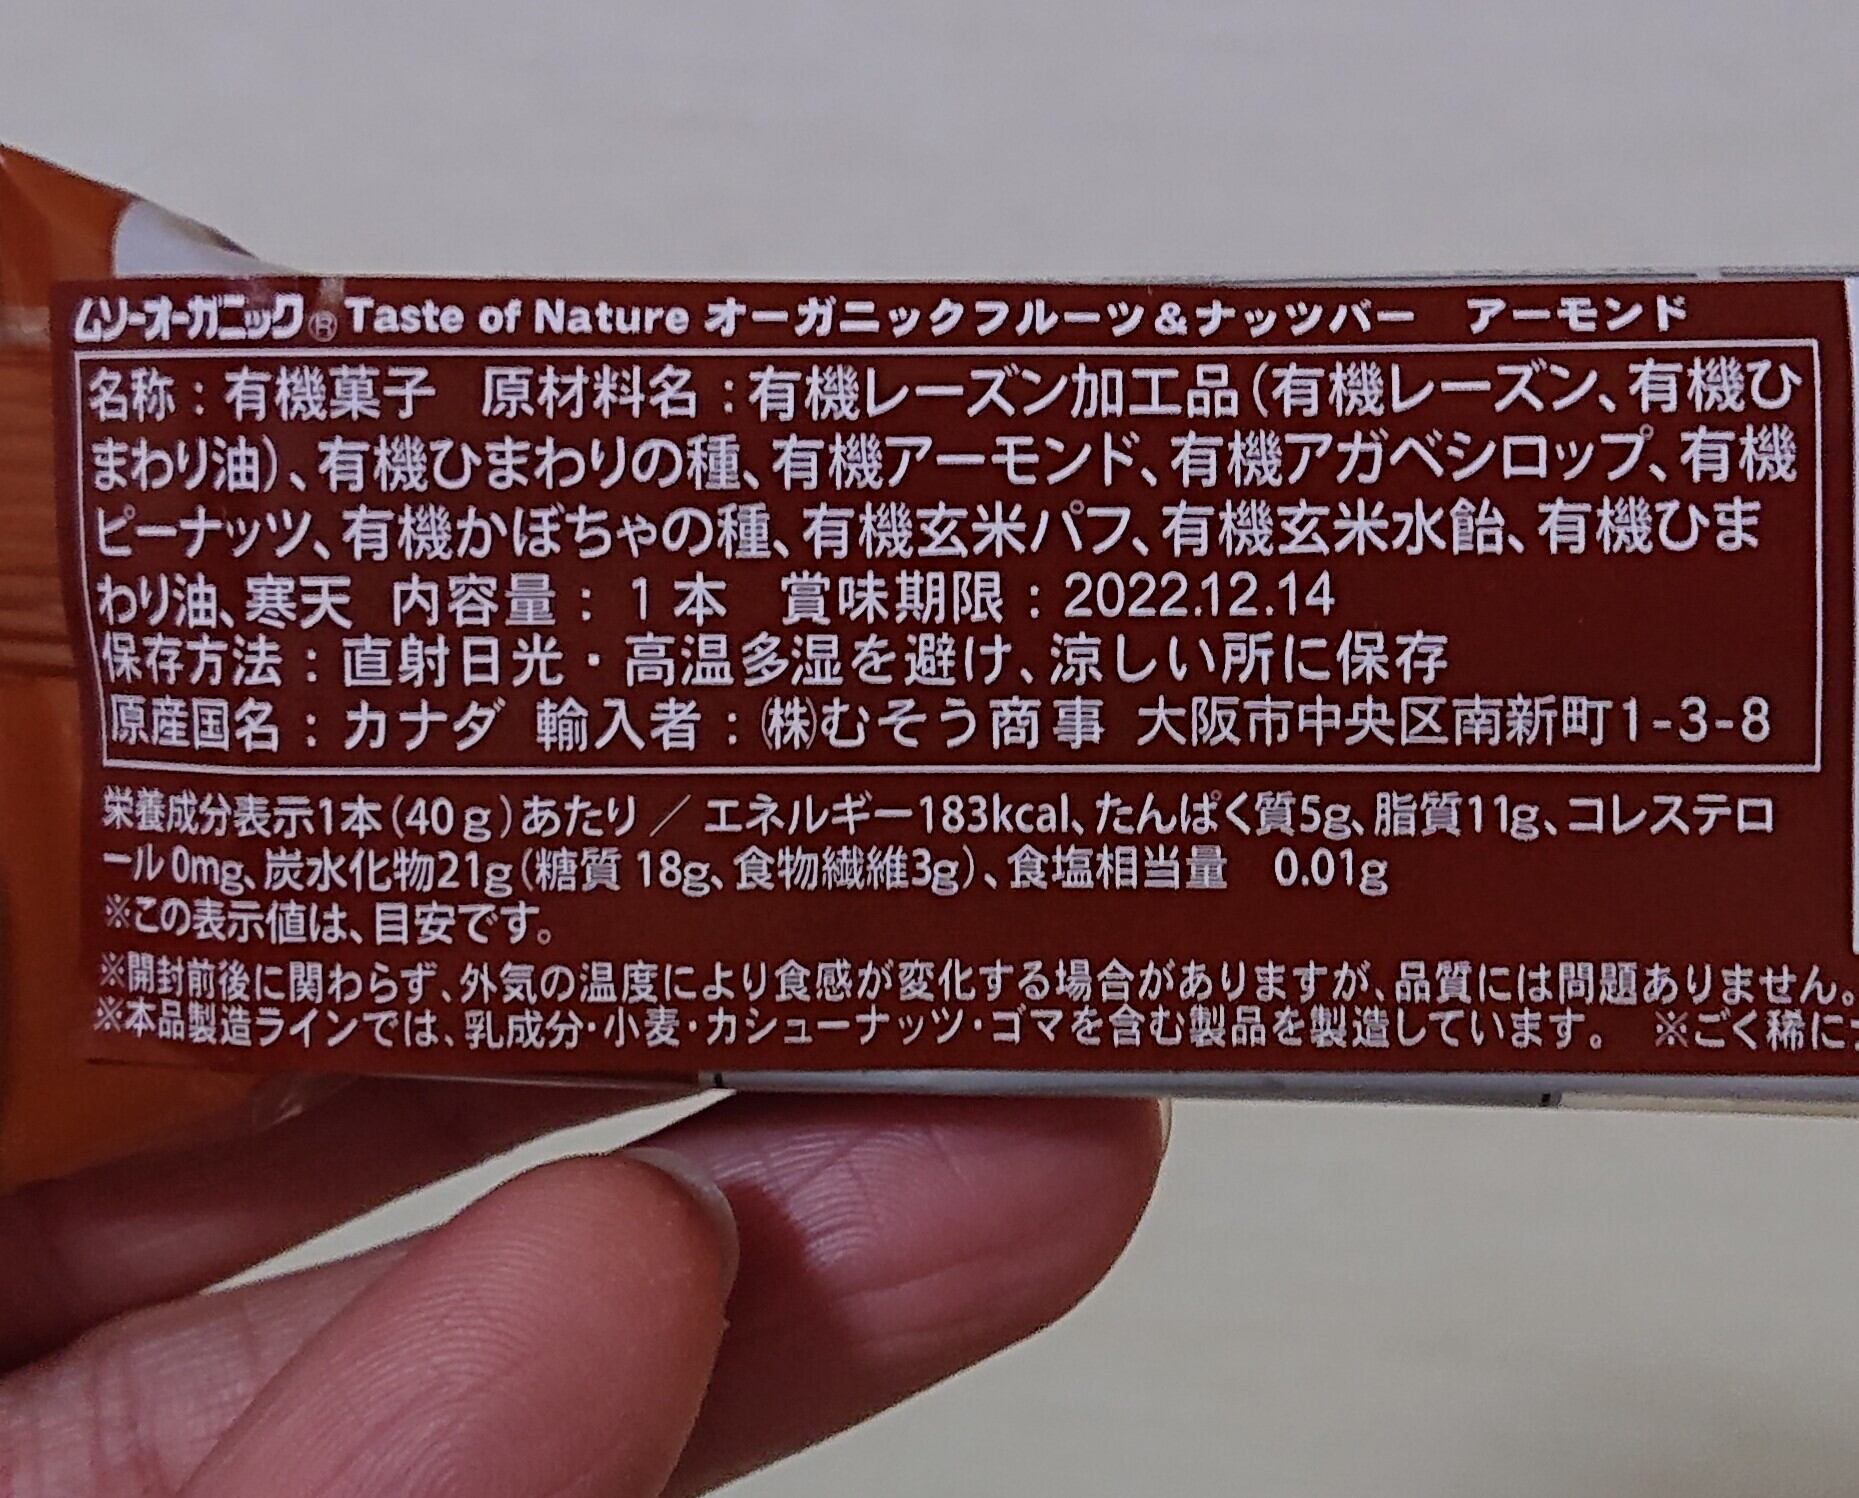 ムソーオーガニック® Taste of Nature オーガニックフルーツ&ナッツバー　アーモンド
名称：有機菓子　原材料名：有機レーズン加工品（有機レーズン、有機ひ
まわり油）、有機ひまわりの種、有機アーモンド、有機アガベシロップ、有機
ピーナッツ、有機かぼちゃの種、有機玄米パフ、有機玄米水飴、有機ひま
わり油、寒天　内容量：1本　賞味期限：2022.12.14
保存方法：直射日光・高温多湿を避け、涼しい所に保存
原産国名：カナダ　輸入者：㈱むそう商事　大阪市中央区南新町1-3-8
栄養成分表示1本（40g）あたり／エネルギー183kcal、たんぱく質5g、脂質11g、コレステロ
ール0mg、炭水化物21g（糖質 18g、食物繊維3g）、食塩相当量　0.01g
※この表示値は、目安です。
※開封前後に関わらず、外気の温度により食感が変化する場合がありますが、品質には問題ありません。
※本品製造ラインでは、乳成分・小麦・カシューナッツ・ゴマを含む製品を製造しています。　※ごく稀に